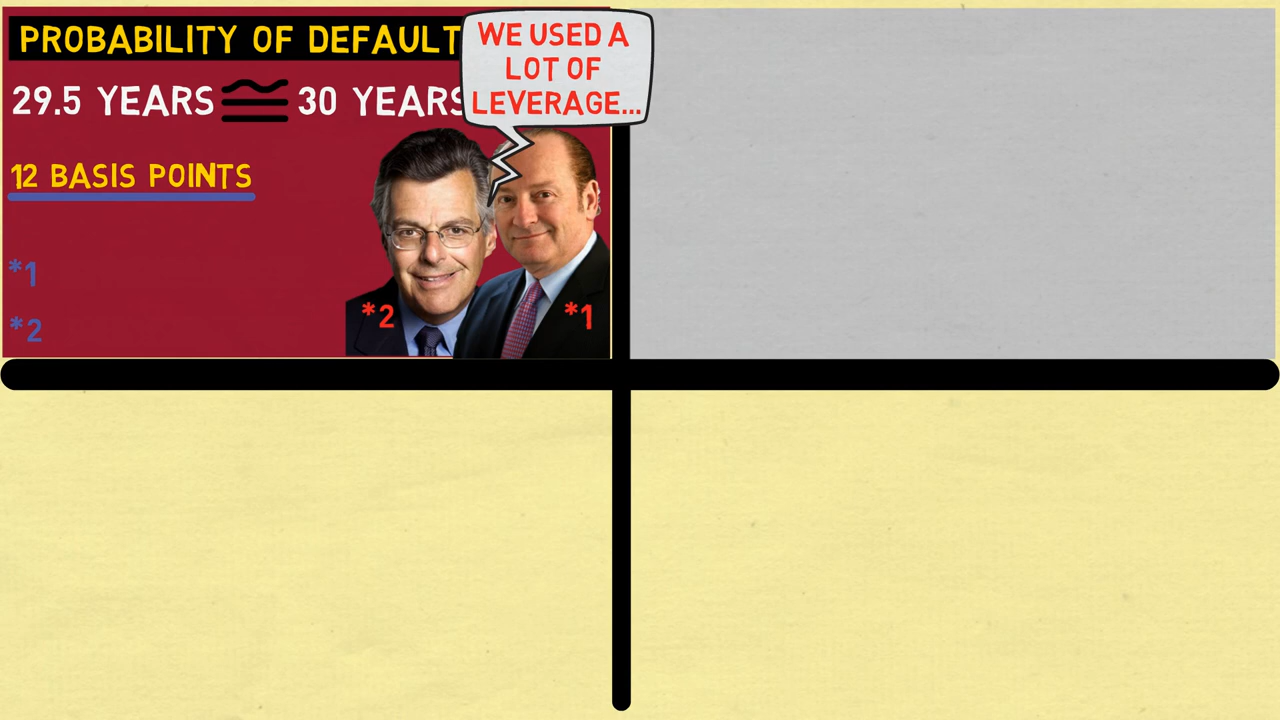 PROBABILITY OF DEFAULT
WE USED A
LOT OF
LEVERAGE...
29.5 YEARS ≊ 30 YEARS
12 BASIS POINTS
*1
*2
*2
*1